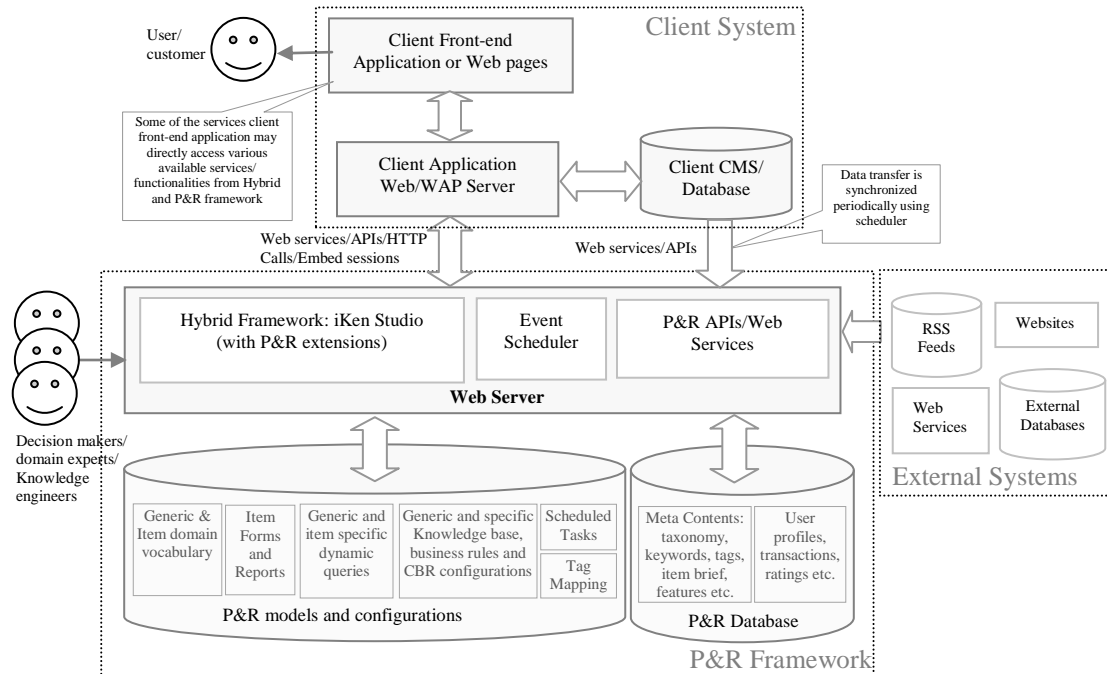 Client System
User/
customer
Client Front-end
Application or Web pages
Some of the services client
front-end application may
directly access various
available services/
functionalities from Hybrid
and P&R framework
Client Application
Web/WAP Server
Client CMS/
Database
Data transfer is
synchronized
periodically using
scheduler
Web services/APIs/HTTP
Calls/Embed sessions
Web services/APIs
Hybrid Framework: iKen Studio
(with P&R extensions)
Event
Scheduler
P&R APIs/Web
Services
Web Server
RSS
Feeds
Websites
Web
Services
External
Databases
External Systems
Decision makers/
domain experts/
Knowledge
engineers
Generic &
Item domain
vocabulary
Item
Forms
and
Reports
Generic and
item specific
dynamic
queries
Generic and specific
Knowledge base,
business rules and
CBR configurations
Scheduled
Tasks
Tag
Mapping
P&R models and configurations
Meta Contents:
taxonomy,
keywords, tags,
item brief,
features etc.
User
profiles,
transactions,
ratings etc.
P&R Database
P&R Framework